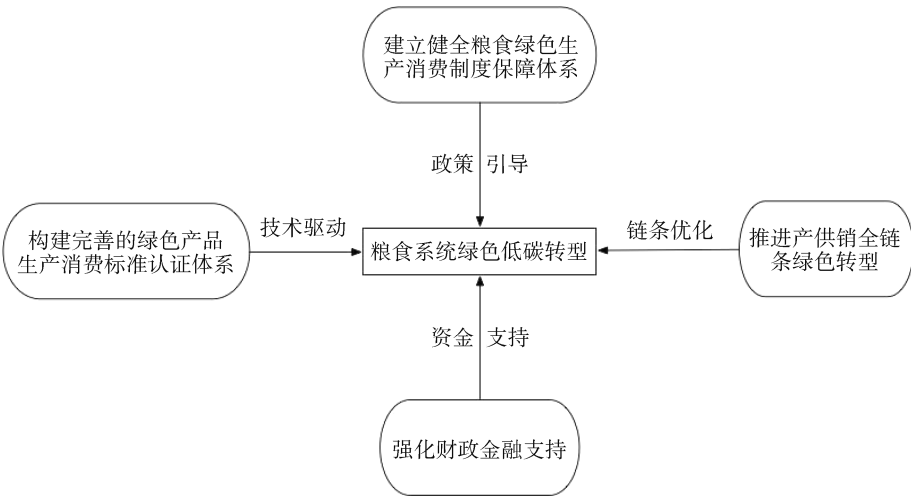 建立健全粮食绿色生
产消费制度保障体系
政策 引导
构建完善的绿色产品
生产消费标准认证体系
技术驱动
粮食系统绿色低碳转型
链条优化
推进产供销全链
条绿色转型
资金 支持
强化财政金融支持